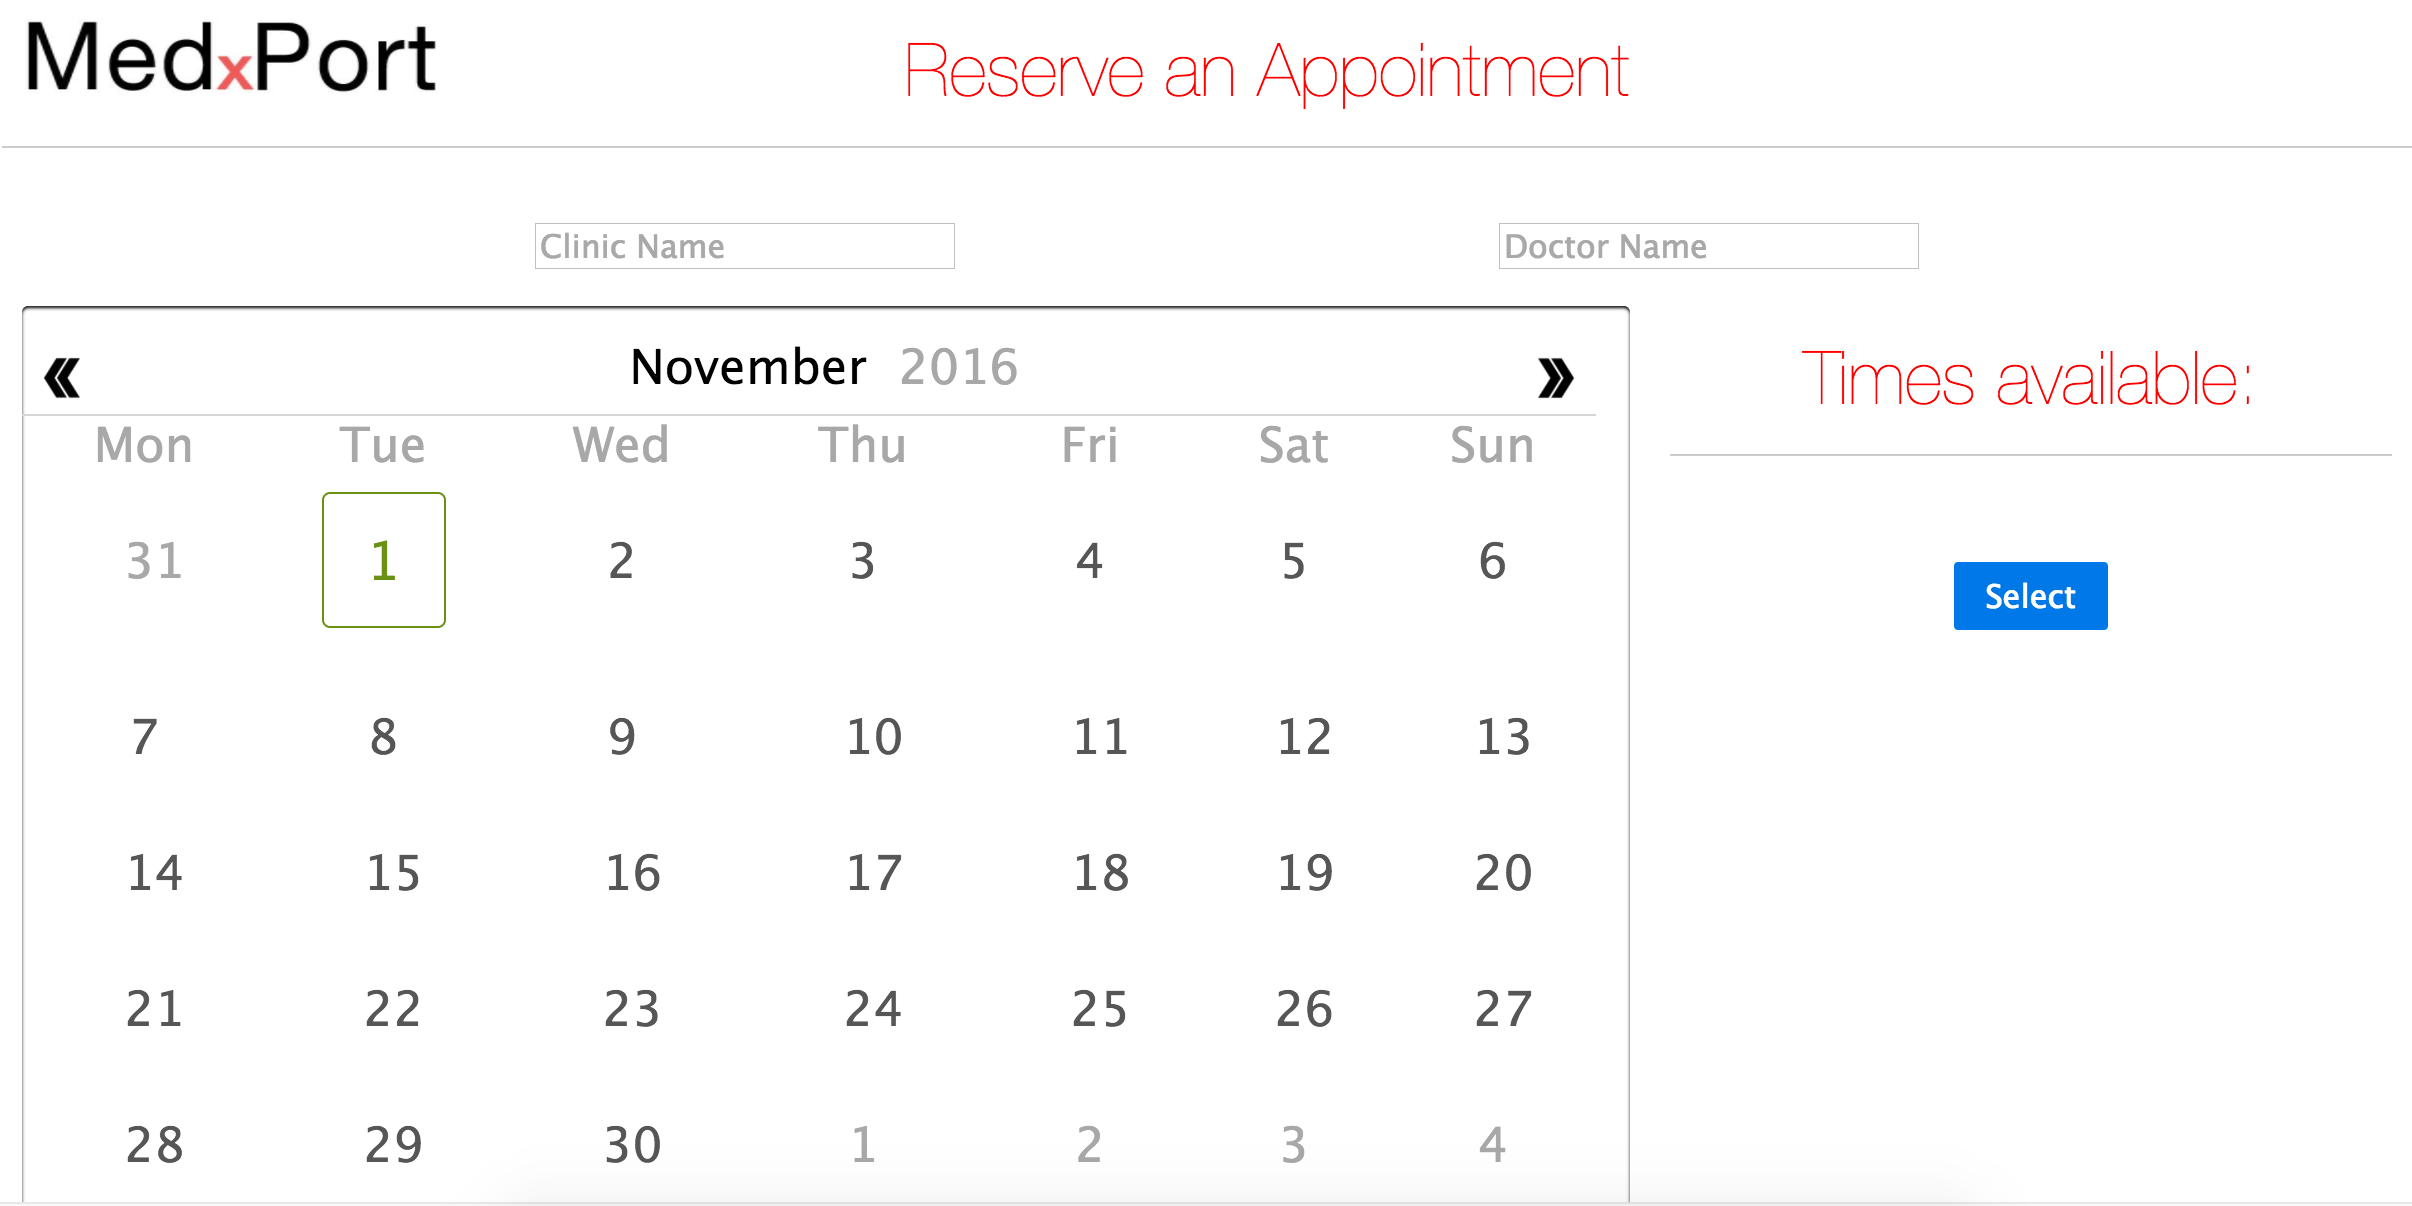 MedxPort
Reserve an Appointment
Clinic Name
Doctor Name
« November 2016 »
Mon Tue Wed Thu Fri Sat Sun
31 1 2 3 4 5 6
7 8 9 10 11 12 13
14 15 16 17 18 19 20
21 22 23 24 25 26 27
28 29 30 1 2 3 4
Times available:
Select